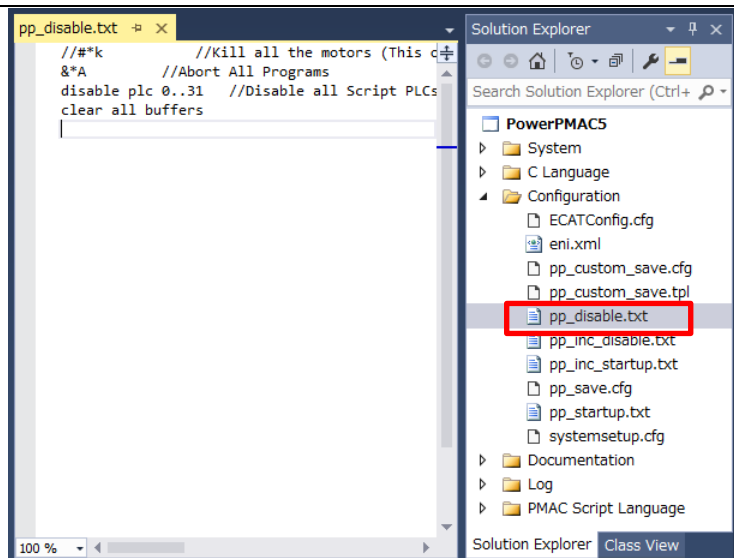 pp_disable.txt
//#*k //Kill all the motors (This
&*A //Abort All Programs
disable plc 0..31 //Disable all Script PLCs
clear all buffers
100 %
Solution Explorer
Search Solution Explorer (Ctrl+
PowerPMAC5
System
C Language
Configuration
ECATConfig.cfg
eni.xml
pp_custom_save.cfg
pp_custom_save.tpl
pp_disable.txt
pp_inc_disable.txt
pp_inc_startup.txt
pp_save.cfg
pp_startup.txt
systemsetup.cfg
Documentation
Log
PMAC Script Language
Solution Explorer Class View